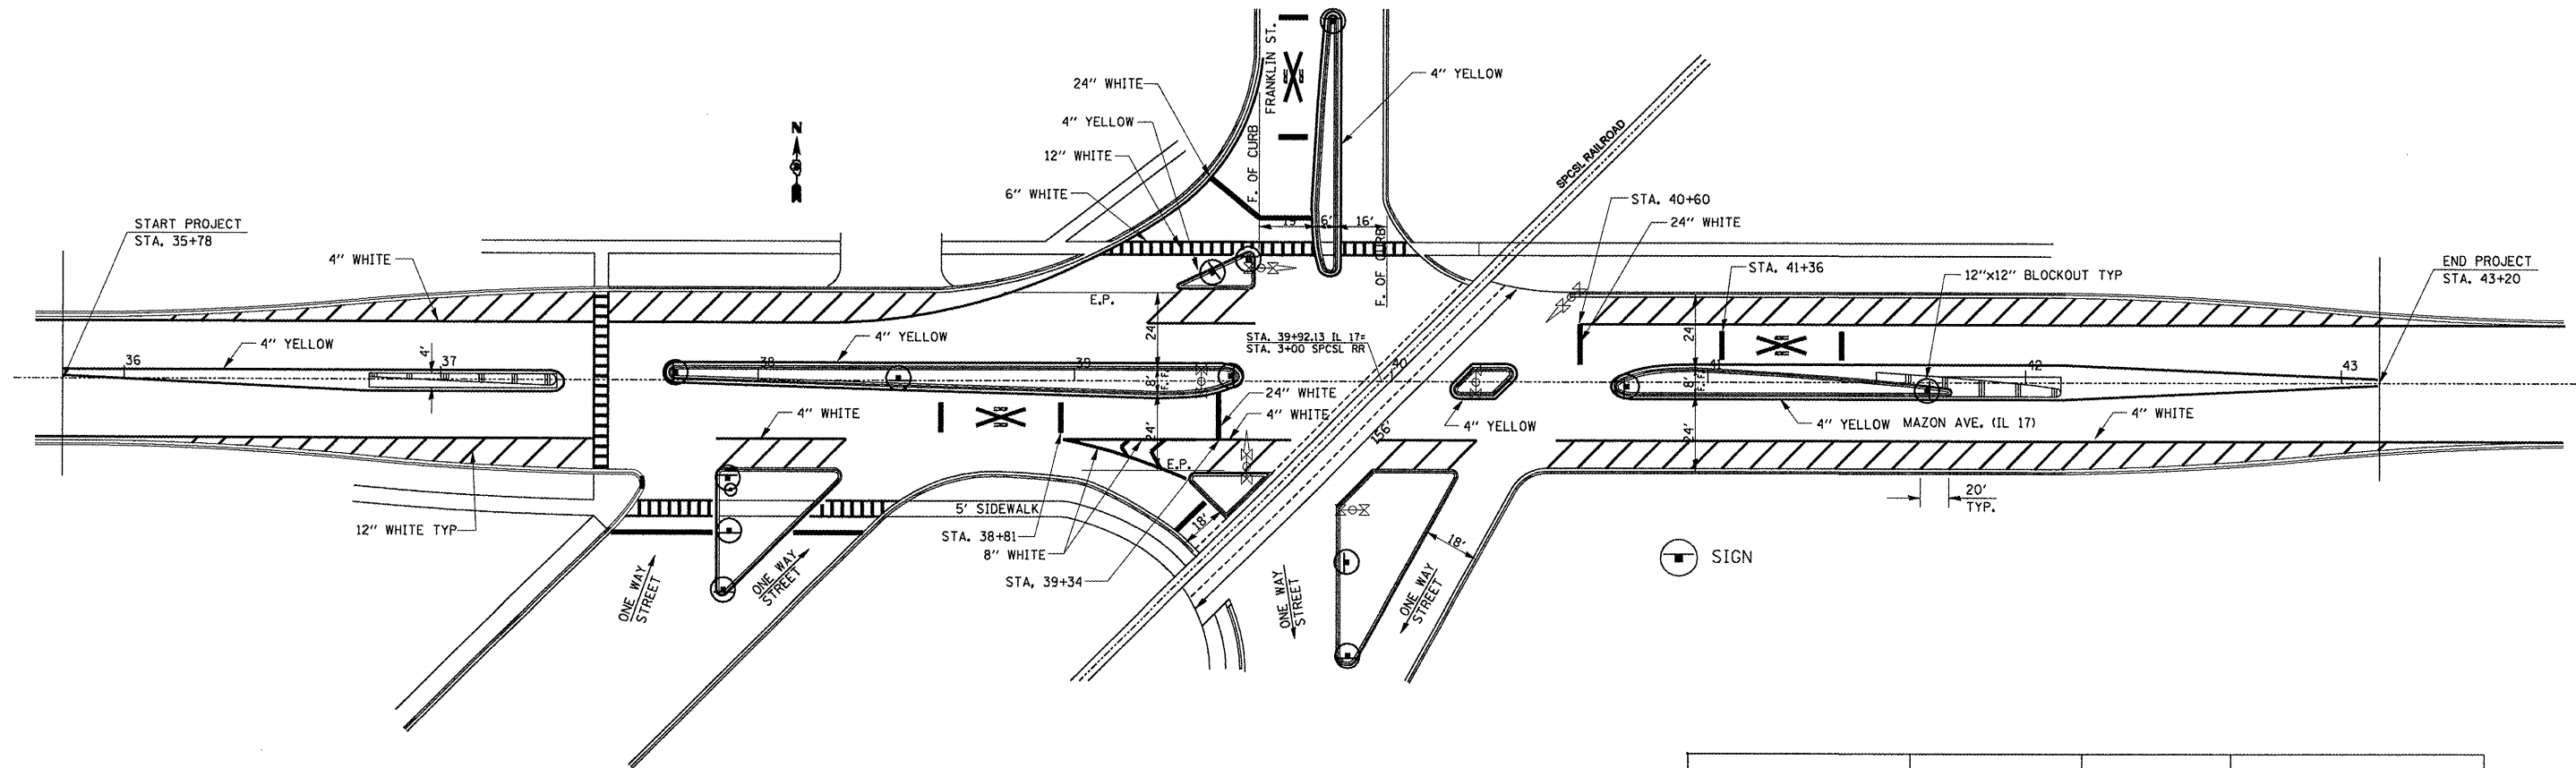 FRANKLIN ST.
24" WHITE
4" YELLOW
4" YELLOW
N
12" WHITE
F. OF CURB
6" WHITE
SPCSL RAILROAD
STA. 40+60
24" WHITE
START PROJECT
STA. 35+78
6'
16'
F. OF CURB
4" WHITE
STA. 41+36
12"x12" BLOCKOUT TYP
END PROJECT
STA. 43+20
E.P.
24'
24'
4" YELLOW
4" YELLOW
STA. 39+92.13 IL 17=
STA. 3+00 SPCSL RR
36
4'
37
38
39
40
41
42
43
8'
F. F.
8'
F. F.
24" WHITE
4" WHITE
4" WHITE
24'
156'
4" YELLOW
24'
4" YELLOW
MAZON AVE. (IL 17)
4" WHITE
E.P.
5' SIDEWALK
18'
20'
TYP.
12" WHITE TYP
STA. 38+81
8" WHITE
18'
SIGN
STA. 39+34
ONE WAY
STREET
ONE WAY
STREET
ONE WAY
STREET
ONE WAY
STREET